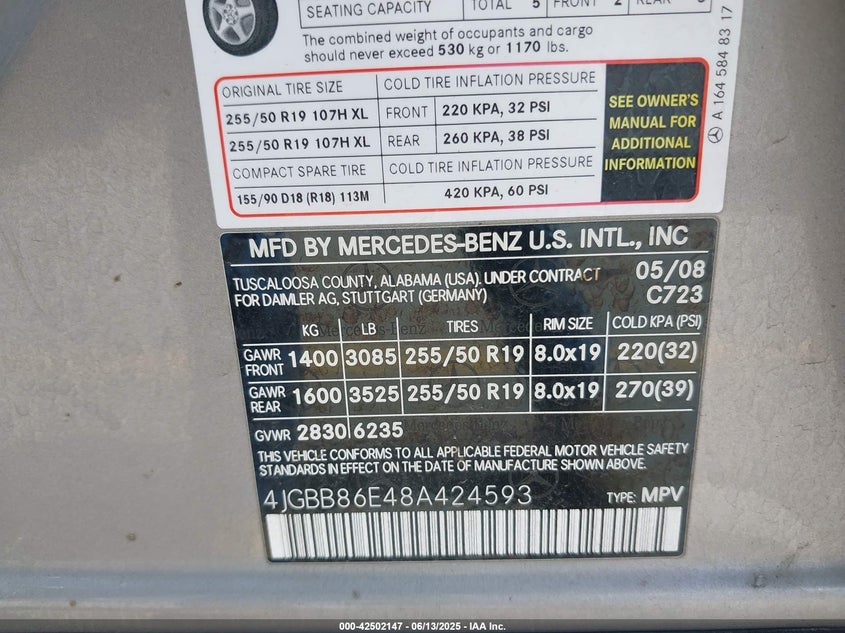 SEATING CAPACITY TOTAL 5 FRONT 2 REAR 3
The combined weight of occupants and cargo
should never exceed 530 kg or 1170 lbs.
A 164 584 83 17
ORIGINAL TIRE SIZE COLD TIRE INFLATION PRESSURE
255/50 R19 107H XL FRONT 220 KPA, 32 PSI
255/50 R19 107H XL REAR 260 KPA, 38 PSI
COMPACT SPARE TIRE COLD TIRE INFLATION PRESSURE
155/90 D18 (R18) 113M 420 KPA, 60 PSI
SEE OWNER'S
MANUAL FOR
ADDITIONAL
INFORMATION
MFD BY MERCEDES-BENZ U.S. INTL., INC
TUSCALOOSA COUNTY, ALABAMA (USA). UNDER CONTRACT 05/08
FOR DAIMLER AG, STUTTGART (GERMANY) C723
KG LB TIRES RIM SIZE COLD KPA (PSI)
GAWR FRONT 1400 3085 255/50 R19 8.0x19 220(32)
GAWR REAR 1600 3525 255/50 R19 8.0x19 270(39)
GVWR 2830 6235
THIS VEHICLE CONFORMS TO ALL APPLICABLE FEDERAL MOTOR VEHICLE SAFETY
STANDARDS IN EFFECT ON THE DATE OF MANUFACTURE SHOWN ABOVE.
4JGBB86E48A424593 TYPE: MPV
000-42502147 - 06/13/2025 - IAA Inc.